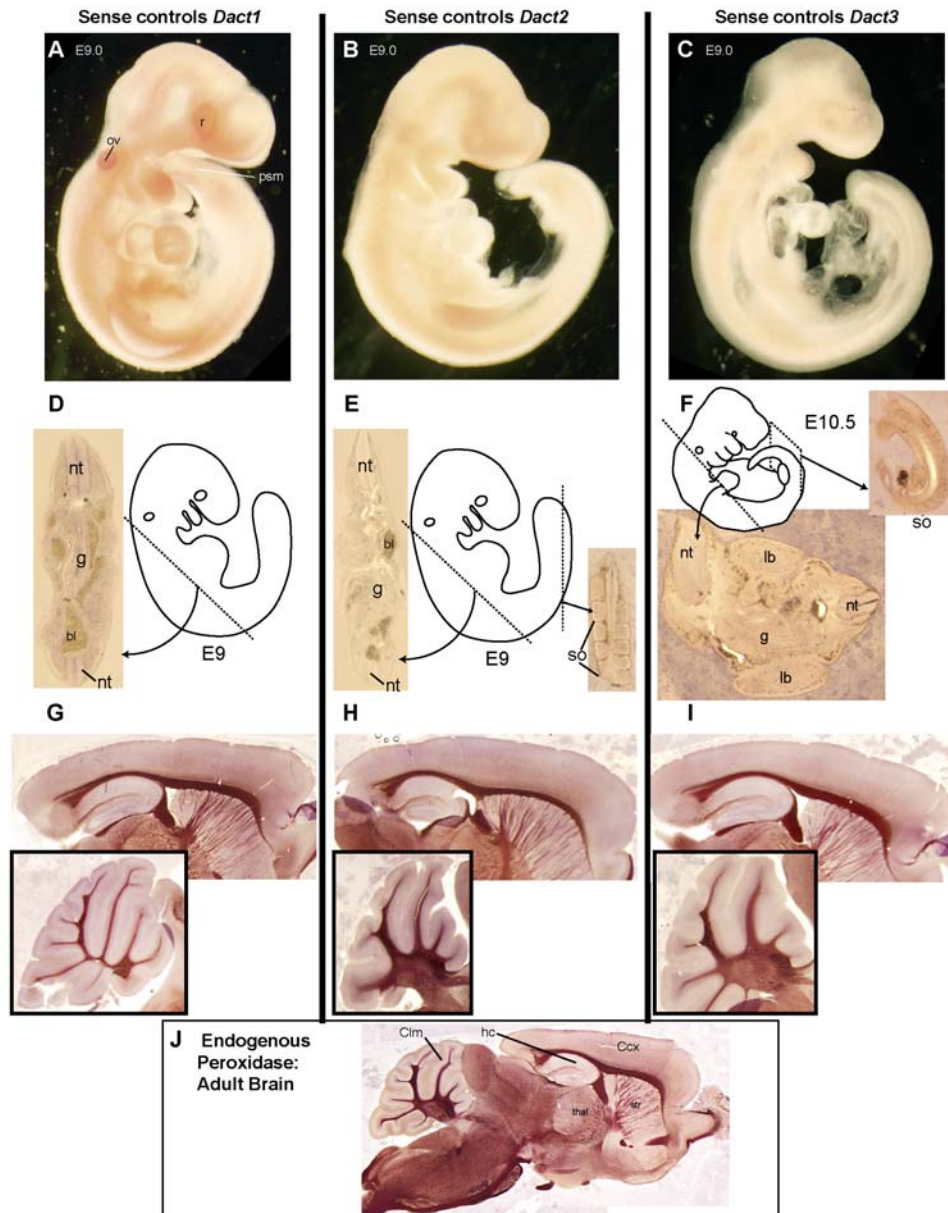 Sense controls Dact1
Sense controls Dact2
Sense controls Dact3
A E9.0
r
ov
psm
B E9.0
C E9.0
D
nt
g
bl
nt
E9
E
nt
bl
g
nt
E9
so
F
E10.5
so
nt
lb
nt
g
lb
G
H
I
J Endogenous
Peroxidase:
Adult Brain
Clm
hc
Ccx
thal
str